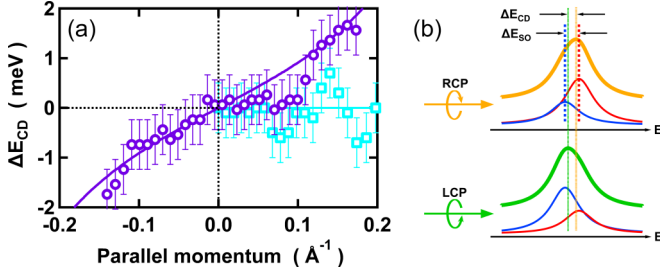 (a)
ΔE_CD ( meV )
2
1
0
-1
-2
-0.2
-0.1
0.0
0.1
0.2
Parallel momentum ( Å⁻¹ )
(b)
ΔE_CD
ΔE_SO
RCP
E
LCP
E